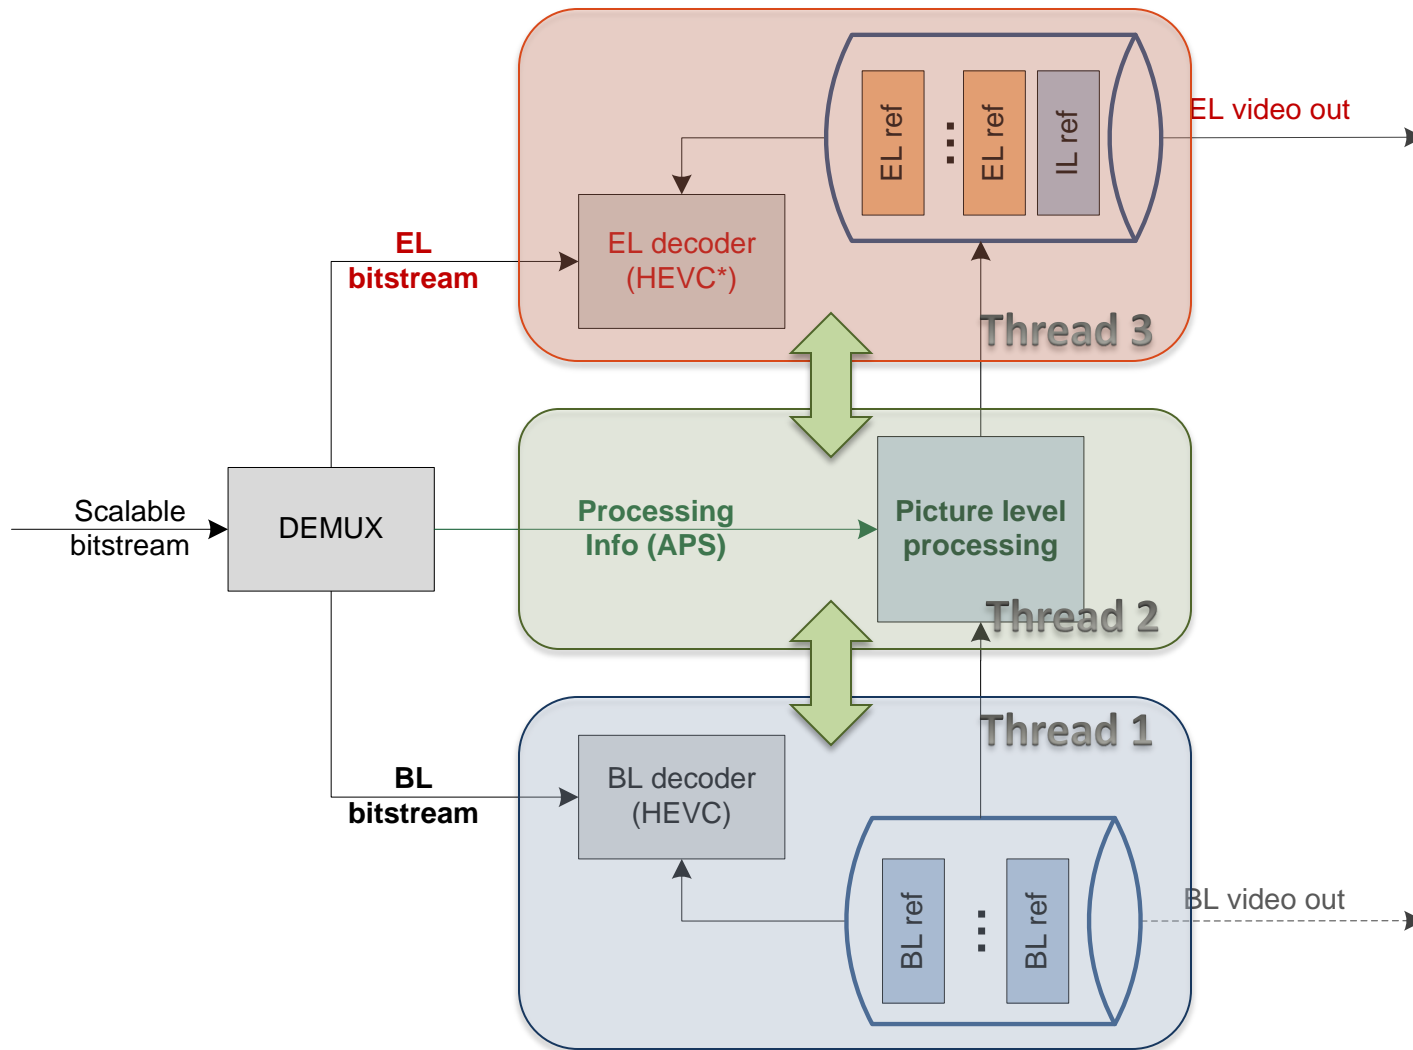 EL ref
EL ref
IL ref
EL video out
EL
bitstream
EL decoder
(HEVC*)
Thread 3
Scalable
bitstream
DEMUX
Processing
Info (APS)
Picture level
processing
Thread 2
Thread 1
BL
bitstream
BL decoder
(HEVC)
BL ref
BL ref
BL video out